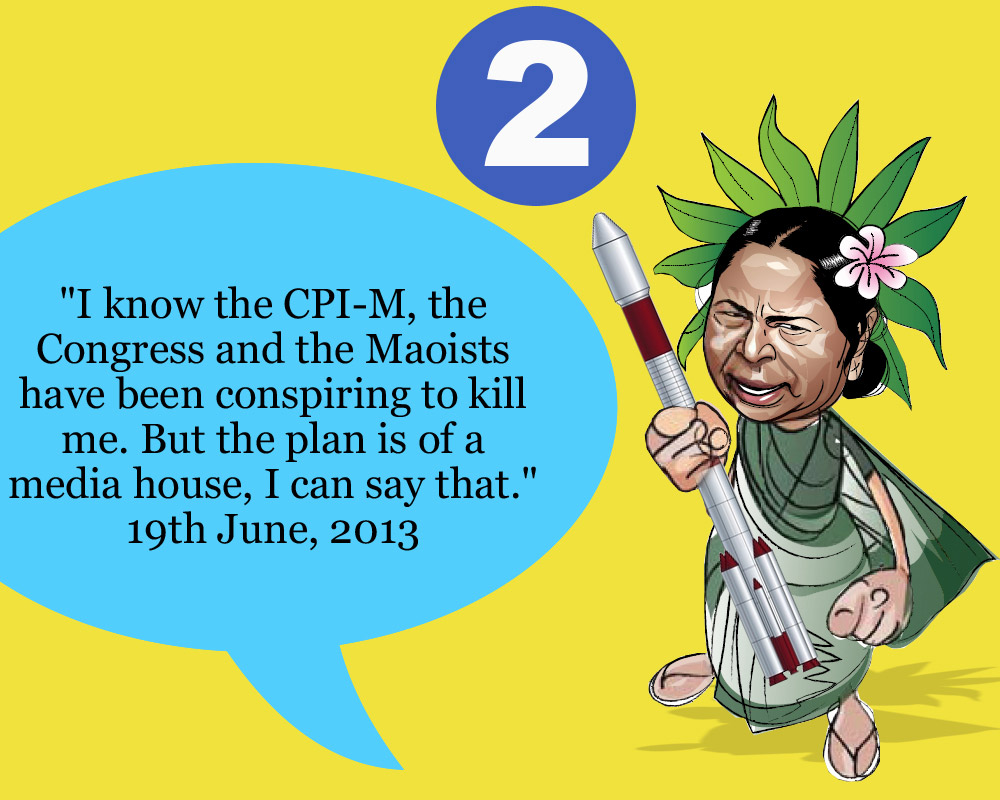 2
"I know the CPI-M, the
Congress and the Maoists
have been conspiring to kill
me. But the plan is of a
media house, I can say that."
19th June, 2013